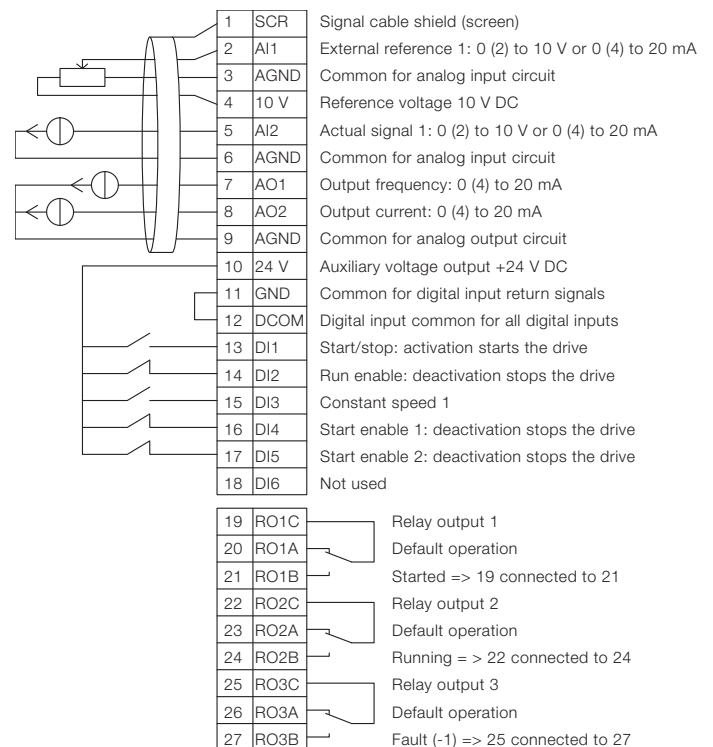 1 SCR Signal cable shield (screen)
2 AI1 External reference 1: 0 (2) to 10 V or 0 (4) to 20 mA
3 AGND Common for analog input circuit
4 10 V Reference voltage 10 V DC
5 AI2 Actual signal 1: 0 (2) to 10 V or 0 (4) to 20 mA
6 AGND Common for analog input circuit
7 AO1 Output frequency: 0 (4) to 20 mA
8 AO2 Output current: 0 (4) to 20 mA
9 AGND Common for analog output circuit
10 24 V Auxiliary voltage output +24 V DC
11 GND Common for digital input return signals
12 DCOM Digital input common for all digital inputs
13 DI1 Start/stop: activation starts the drive
14 DI2 Run enable: deactivation stops the drive
15 DI3 Constant speed 1
16 DI4 Start enable 1: deactivation stops the drive
17 DI5 Start enable 2: deactivation stops the drive
18 DI6 Not used
19 RO1C Relay output 1
20 RO1A Default operation
21 RO1B Started => 19 connected to 21
22 RO2C Relay output 2
23 RO2A Default operation
24 RO2B Running = > 22 connected to 24
25 RO3C Relay output 3
26 RO3A Default operation
27 RO3B Fault (-1) => 25 connected to 27